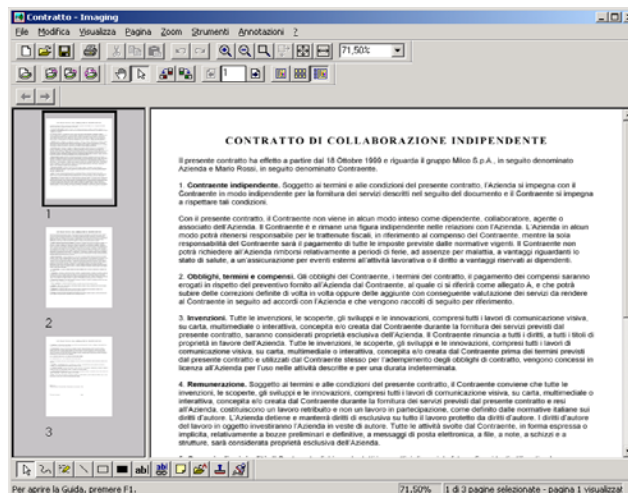 Contratto - Imaging
File Modifica Visualizza Pagina Zoom Strumenti Annotazioni ?
71,50%
1
CONTRATTO DI COLLABORAZIONE INDIPENDENTE
Il presente contratto ha effetto a partire dal 18 Ottobre 1999 e riguarda il gruppo Milco S.p.A., in seguito denominato
Azienda e Mario Rossi, in seguito denominato Contraente.
1. Contraente indipendente. Soggetto ai termini e alle condizioni del presente contratto, l'Azienda si impegna con il
Contraente in modo indipendente per la fornitura dei servizi descritti nel seguito del documento e il Contraente si impegna
a rispettare tali condizioni.
Con il presente contratto, il Contraente non viene in alcun modo inteso come dipendente, collaboratore, agente o
associato dell'Azienda. Il Contraente è e rimane una figura indipendente nelle relazioni con l'Azienda. L'Azienda in alcun
modo potrà ritenersi responsabile per le trattenute fiscali, in riferimento al compenso del Contraente, mentre la sola
responsabilità del Contraente sarà il pagamento di tutte le imposte previste dalle normative vigenti. Il Contraente non
potrà richiedere all'Azienda rimborsi relativamente a periodi di ferie, ad assenze per malattia, a vantaggi riguardanti lo
stato di salute, a un'assicurazione per eventi esterni all'attività lavorativa o il diritto a vantaggi riservati ai dipendenti.
2. Obblighi, termini e compensi. Gli obblighi del Contraente, i termini del contratto, il pagamento dei compensi saranno
erogati in rispetto del preventivo fornito all'Azienda dal Contraente, al quale ci si riferirà come allegato A, e che potrà
subire delle correzioni definite di volta in volta oppure delle aggiunte con conseguente valutazione dei servizi da rendere
al Contraente in seguito ad accordi con l'Azienda e che vengono raccolti di seguito per riferimento.
3. Invenzioni. Tutte le invenzioni, le scoperte, gli sviluppi e le innovazioni, compresi tutti i lavori di comunicazione visiva,
su carta, multimediale o interattiva, concepita e/o creata dal Contraente durante la fornitura dei servizi previsti dal
presente contratto, saranno considerati proprietà esclusiva dell'Azienda. Il Contraente rinuncia a tutti i diritti, a tutti i titoli di
proprietà in favore dell'Azienda. Tutte le invenzioni, le scoperte, gli sviluppi e le innovazioni, compresi tutti i lavori di
comunicazione visiva, su carta, multimediale o interattiva, concepita e/o creata dal Contraente prima dei termini previsti
dal presente contratto e utilizzati dal Contraente stesso per l'adempimento degli obblighi di contratto, vengono concessi in
licenza all'Azienda per l'uso nelle attività descritte e per una durata indeterminata.
4. Remunerazione. Soggetto ai termini e alle condizioni del presente contratto, il Contraente conviene che tutte le
invenzioni, le scoperte, gli sviluppi e le innovazioni, compresi tutti i lavori di comunicazione visiva, su carta, multimediale o
interattiva, concepita e/o creata dal Contraente durante la fornitura dei servizi previsti dal presente contratto e resi
all'Azienda, costituiscono un lavoro retribuito e non un lavoro in partecipazione, come definito dalle normative italiane sui
diritti d'autore. L'Azienda detiene e manterrà diritti di esclusiva su tutto il lavoro protetto da diritti d'autore. I diritti d'autore
del lavoro in oggetto investiranno l'Azienda in veste di autore. Tutte le attività svolte dal Contraente, in forma espressa o
implicita, relativamente a bozze preliminari e definitive, a messaggi di posta elettronica, a file, a note, a schizzi e a
strutture, sarà considerata proprietà esclusiva dell'Azienda.
1
2
3
abl
Per aprire la Guida, premere F1.
71,50%
1 di 3 pagine selezionate - pagina 1 visualizzat